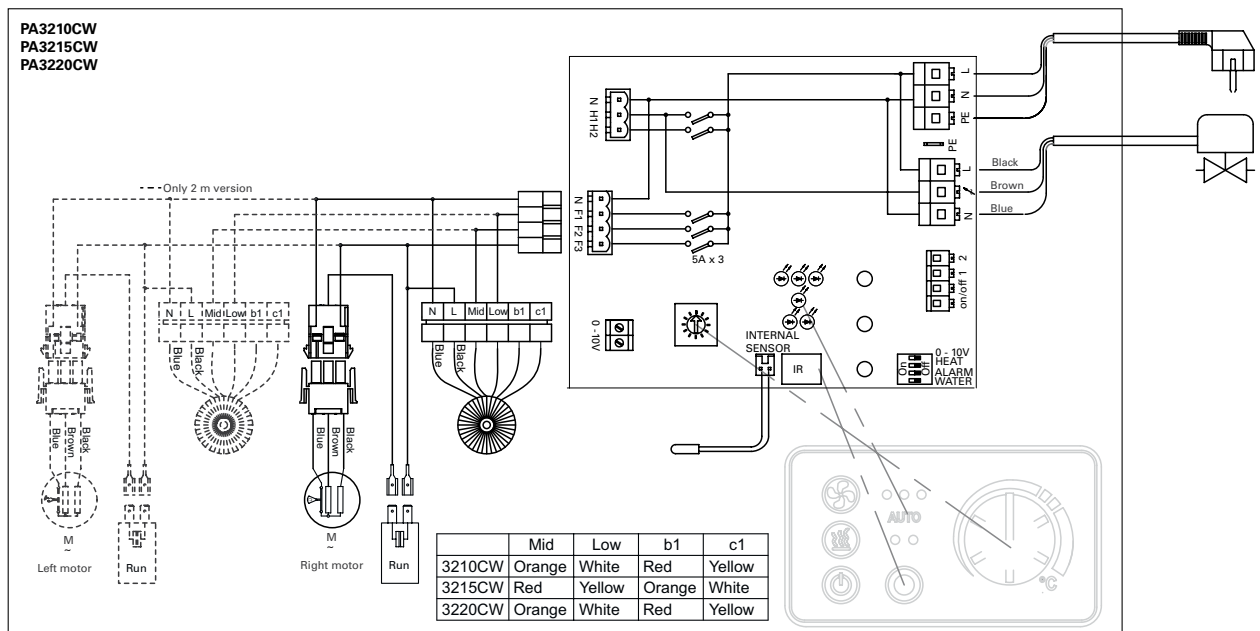 PA3210CW
PA3215CW
PA3220CW
L
N
PE
N
H1
H2
PE
L
N
Black
Brown
Blue
Only 2 m version
N
F1
F2
F3
5A x 3
2
1
on/off
N L Mid Low b1 c1
N L Mid Low b1 c1
Blue
Black
Blue
Black
0 -10V
INTERNAL
SENSOR
IR
On
Off
0 - 10V
HEAT
ALARM
WATER
Blue
Brown
Black
Blue
Brown
Black
M
~
Left motor
Run
M
~
Right motor
Run
AUTO
°C
Mid Low b1 c1
3210CW Orange White Red Yellow
3215CW Red Yellow Orange White
3220CW Orange White Red Yellow